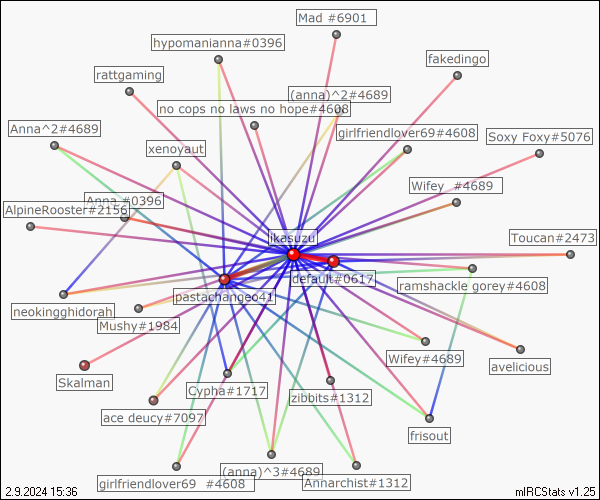 Mad #6901
hypomanianna#0396
fakedingo
rattgaming
(anna)^2#4689
no cops no laws no hope#4608
Anna^2#4689
girlfriendlover69#4608
Soxy Foxy#5076
xenoyaut
Wifey_ #4689
Anna #0396
AlpineRooster#2156
ikasuzu
Toucan#2473
default#0617
ramshackle gorey#4608
pastachangeo41
neokingghidorah
Mushy#1984
Wifey#4689
avelicious
Skalman
Cypha#1717
zibbits#1312
ace deucy#7097
frisout
(anna)^3#4689
Annarchist#1312
girlfriendlover69_ #4608
2.9.2024 15:36
mIRCStats v1.25